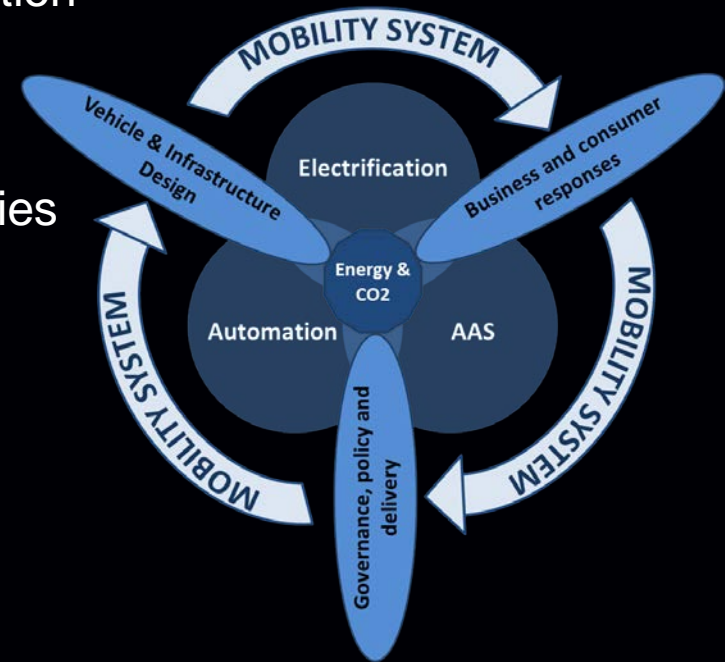 tion
MOBILITY SYSTEM
Vehicle & Infrastructure
Design
Electrification
Business and consumer
responses
ies
Energy &
CO2
Automation
AAS
MOBILITY SYSTEM
MOBILITY SYSTEM
Governance, policy and
delivery